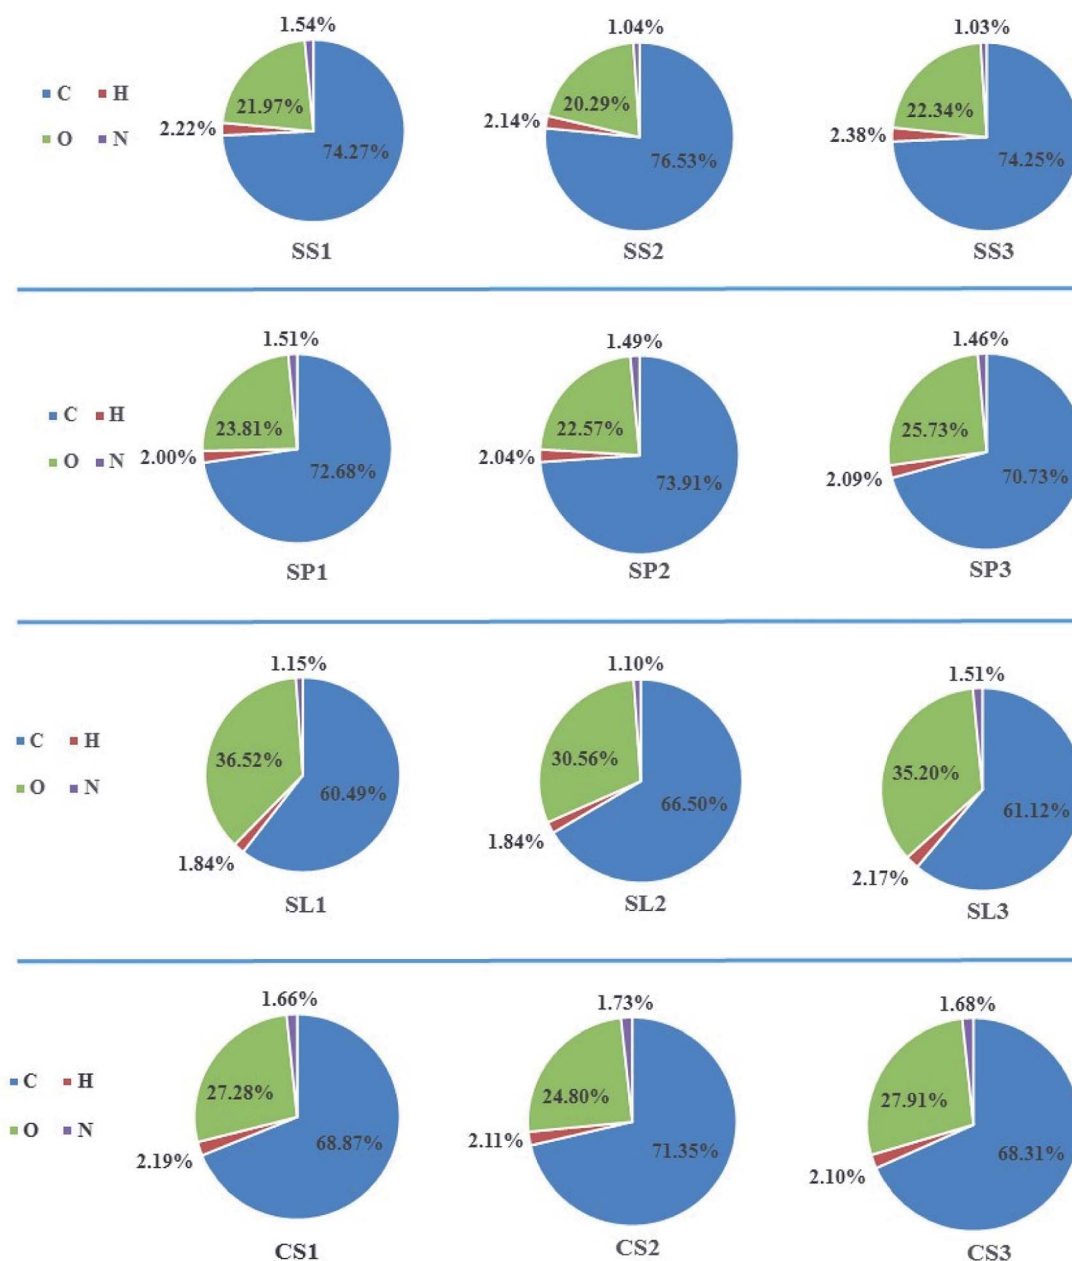 1.54% 1.04% 1.03%
C H
21.97% 20.29% 22.34%
O N
2.22% 2.14% 2.38%
74.27% 76.53% 74.25%
SS1 SS2 SS3
1.51% 1.49% 1.46%
C H
23.81% 22.57% 25.73%
O N
2.00% 2.04% 2.09%
72.68% 73.91% 70.73%
SP1 SP2 SP3
1.15% 1.10% 1.51%
C H
36.52% 30.56% 35.20%
O N
60.49% 66.50% 61.12%
1.84% 1.84% 2.17%
SL1 SL2 SL3
1.66% 1.73% 1.68%
C H
27.28% 24.80% 27.91%
O N
68.87% 71.35% 68.31%
2.19% 2.11% 2.10%
CS1 CS2 CS3